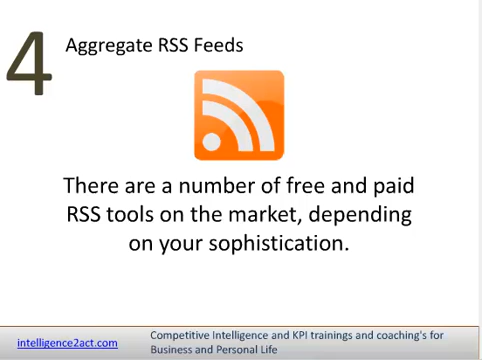 4
Aggregate RSS Feeds
There are a number of free and paid
RSS tools on the market, depending
on your sophistication.
intelligence2act.com
Competitive Intelligence and KPI trainings and coaching's for
Business and Personal Life